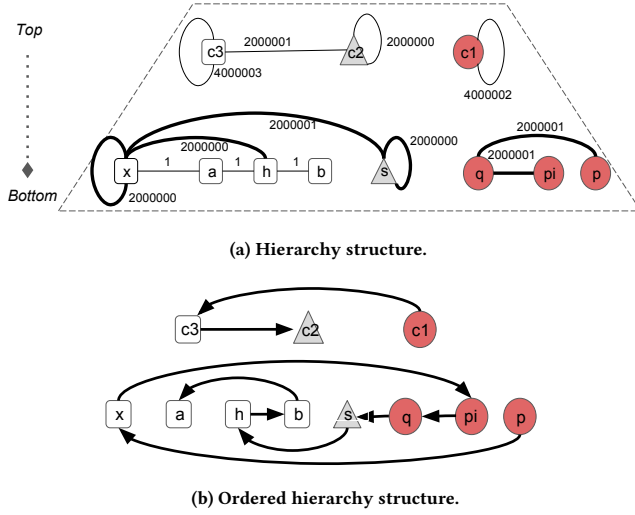 Top
c3
2000001
c2
2000000
c1
4000003
4000002
2000001
2000000
2000001
2000000
2000001
x
1
a
1
h
1
b
s
q
pi
p
2000000
Bottom
(a) Hierarchy structure.
c3
c2
c1
x
a
h
b
s
q
pi
p
(b) Ordered hierarchy structure.